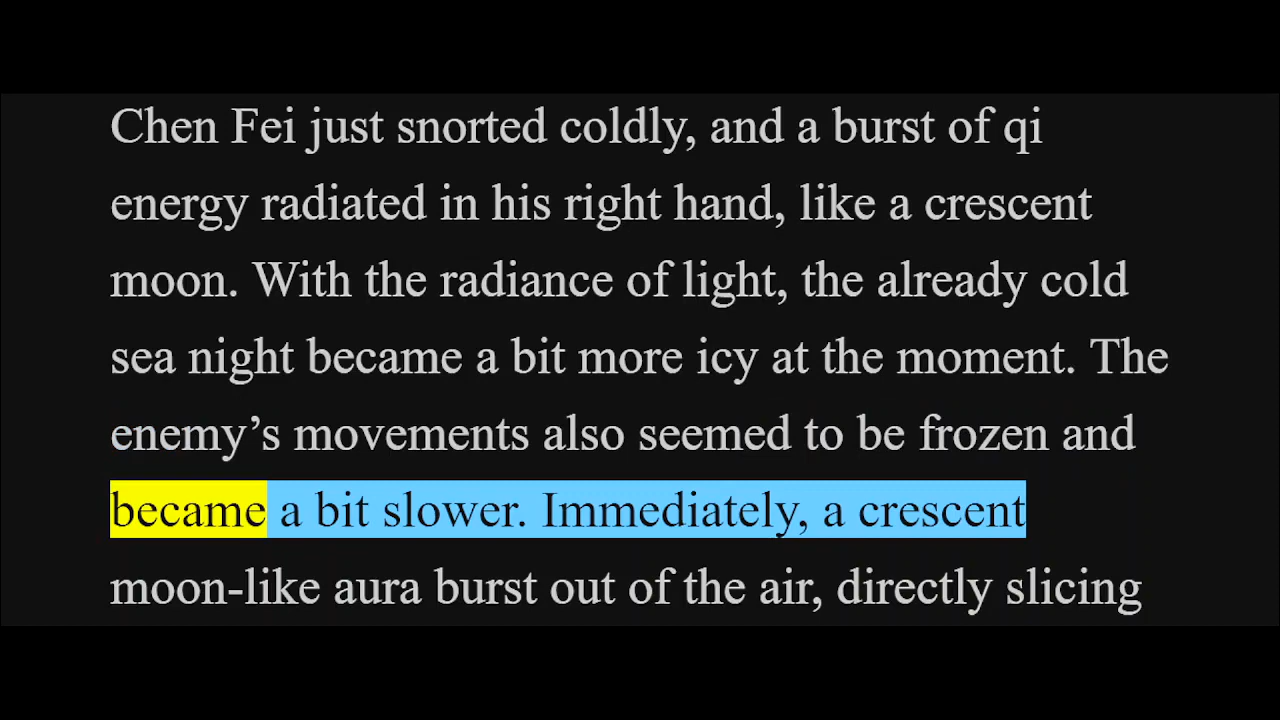 Chen Fei just snorted coldly, and a burst of qi
energy radiated in his right hand, like a crescent
moon. With the radiance of light, the already cold
sea night became a bit more icy at the moment. The
enemy’s movements also seemed to be frozen and
became a bit slower. Immediately, a crescent
moon-like aura burst out of the air, directly slicing